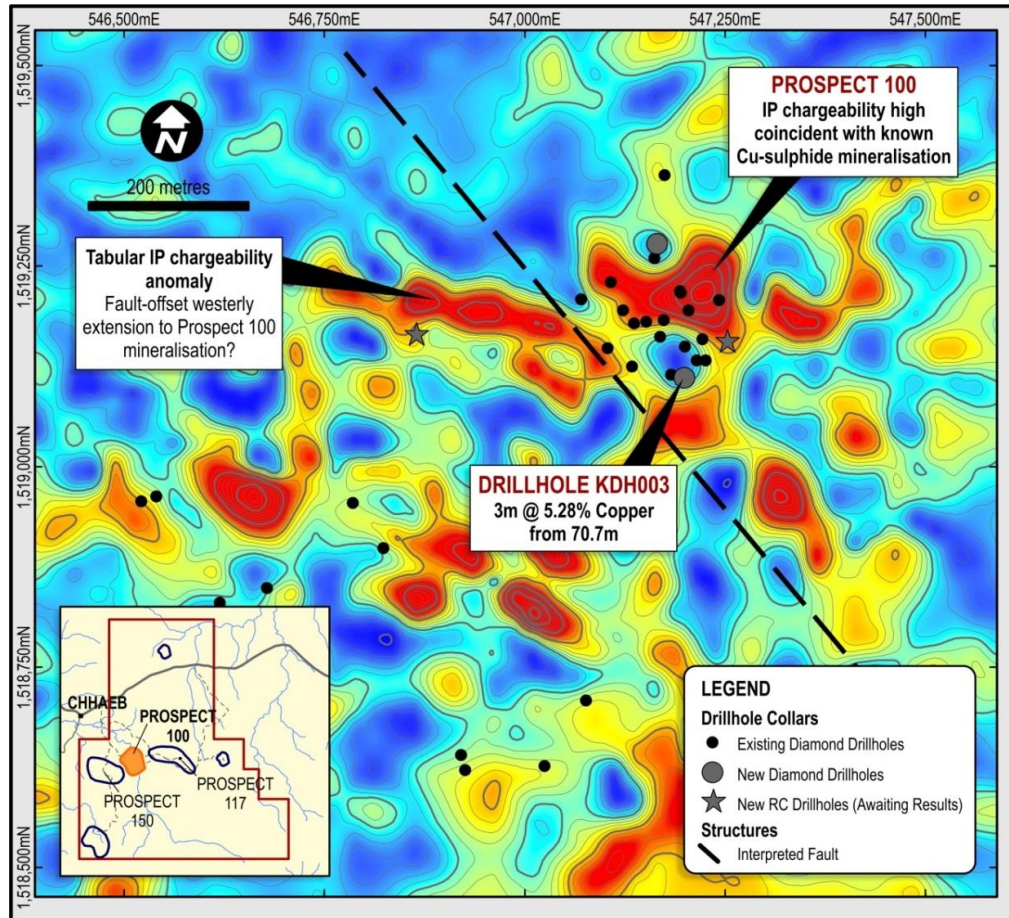 546,500mE
546,750mE
547,000mE
547,250mE
547,500mE
1,519,500mN
1,519,250mN
1,519,000mN
1,518,750mN
1,518,500mN
N
200 metres
PROSPECT 100
IP chargeability high
coincident with known
Cu-sulphide mineralisation
Tabular IP chargeability
anomaly
Fault-offset westerly
extension to Prospect 100
mineralisation?
DRILLHOLE KDH003
3m @ 5.28% Copper
from 70.7m
CHHAEB
PROSPECT
100
PROSPECT
150
PROSPECT
117
LEGEND
Drillhole Collars
Existing Diamond Drillholes
New Diamond Drillholes
New RC Drillholes (Awaiting Results)
Structures
Interpreted Fault